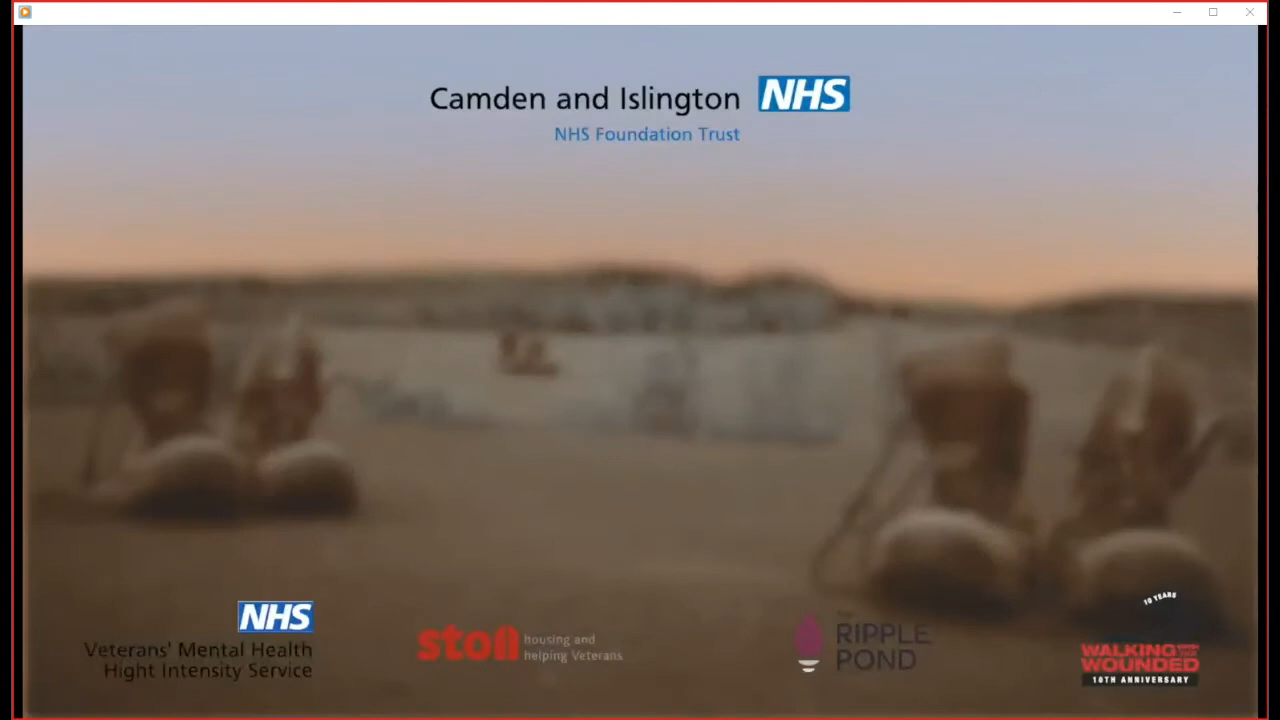 Camden and Islington NHS
NHS Foundation Trust
NHS
Veterans' Mental Health
Hight Intensity Service
stoll housing and
helping Veterans
THE
RIPPLE
POND
10 YEARS
WALKING
WOUNDED
10TH ANNIVERSARY